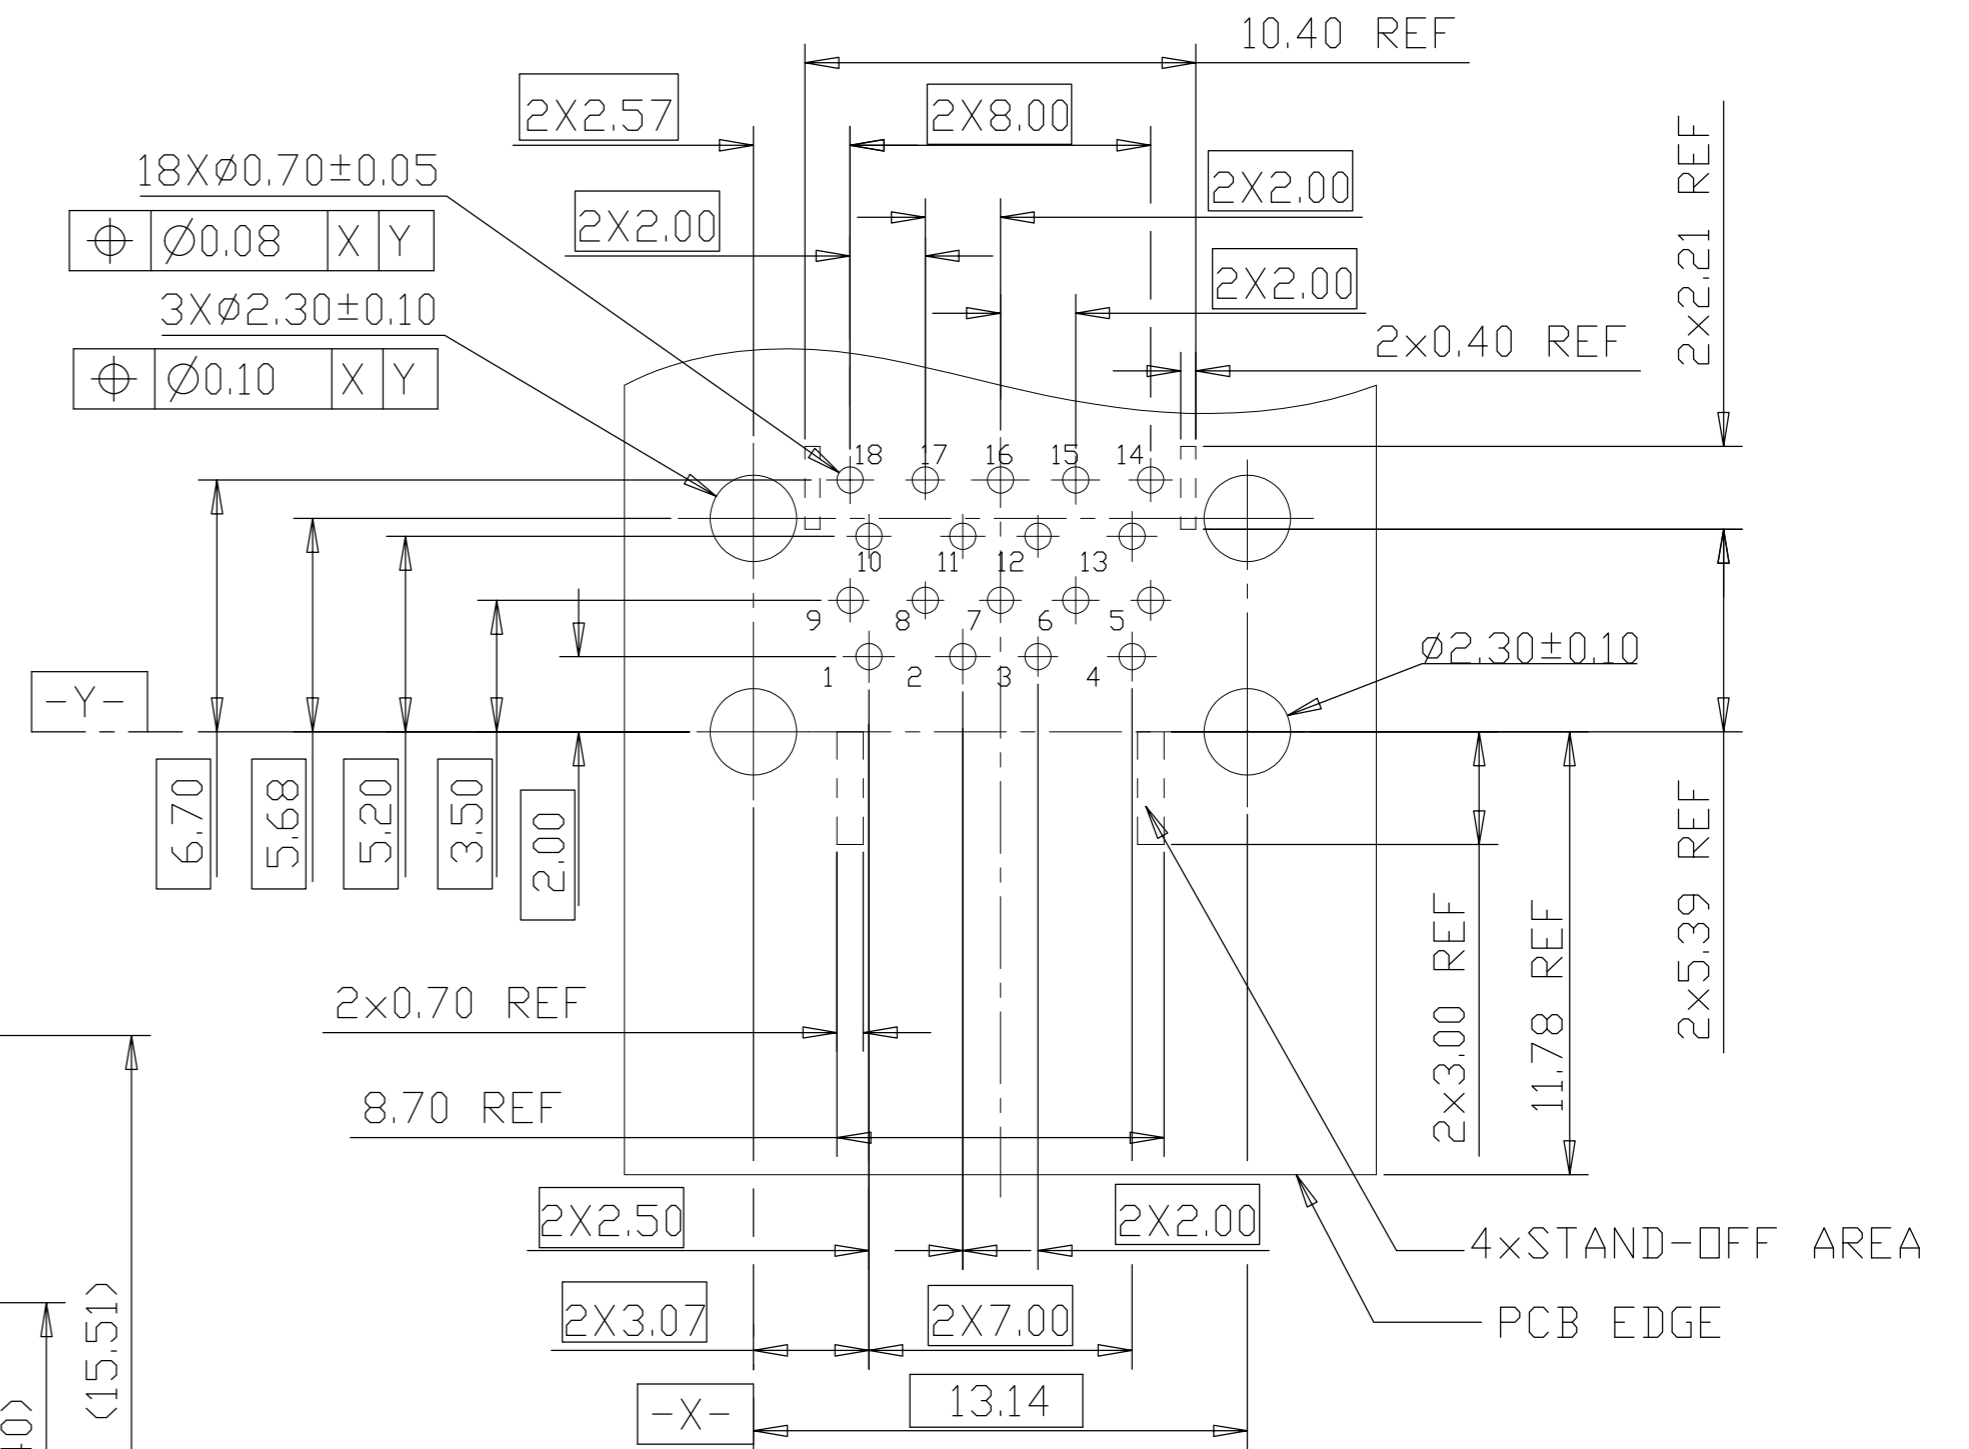 10.40 REF
2X2.57
2X8.00
18XØ0.70±0.05
2X2.00
2X2.00
Ø0.08 X Y
2X2.00
3XØ2.30±0.10
2x0.40 REF
Ø0.10 X Y
2x2.21 REF
18 17 16 15 14
10 11 12 13
9 8 7 6 5
1 2 3 4
Ø2.30±0.10
-Y-
6.70
5.68
5.20
3.50
2.00
2x5.39 REF
2x3.00 REF
11.78 REF
2x0.70 REF
8.70 REF
2X2.50
2X2.00
4xSTAND-OFF AREA
2X3.07
2X7.00
PCB EDGE
(15.51)
-X-
13.14